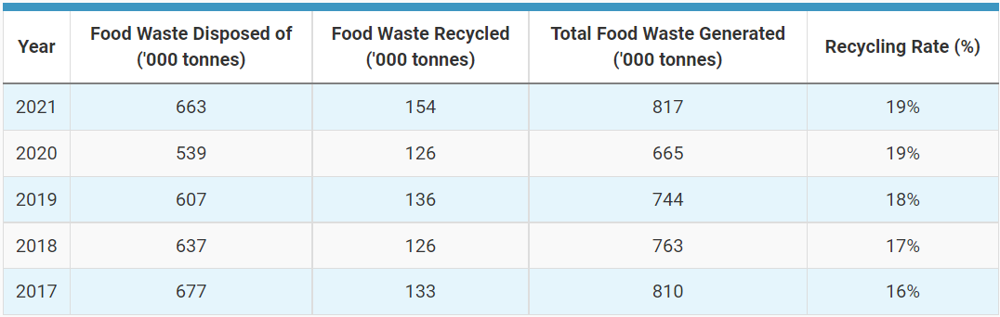 Year Food Waste Disposed of ('000 tonnes) Food Waste Recycled ('000 tonnes) Total Food Waste Generated ('000 tonnes) Recycling Rate (%)
2021 663 154 817 19%
2020 539 126 665 19%
2019 607 136 744 18%
2018 637 126 763 17%
2017 677 133 810 16%